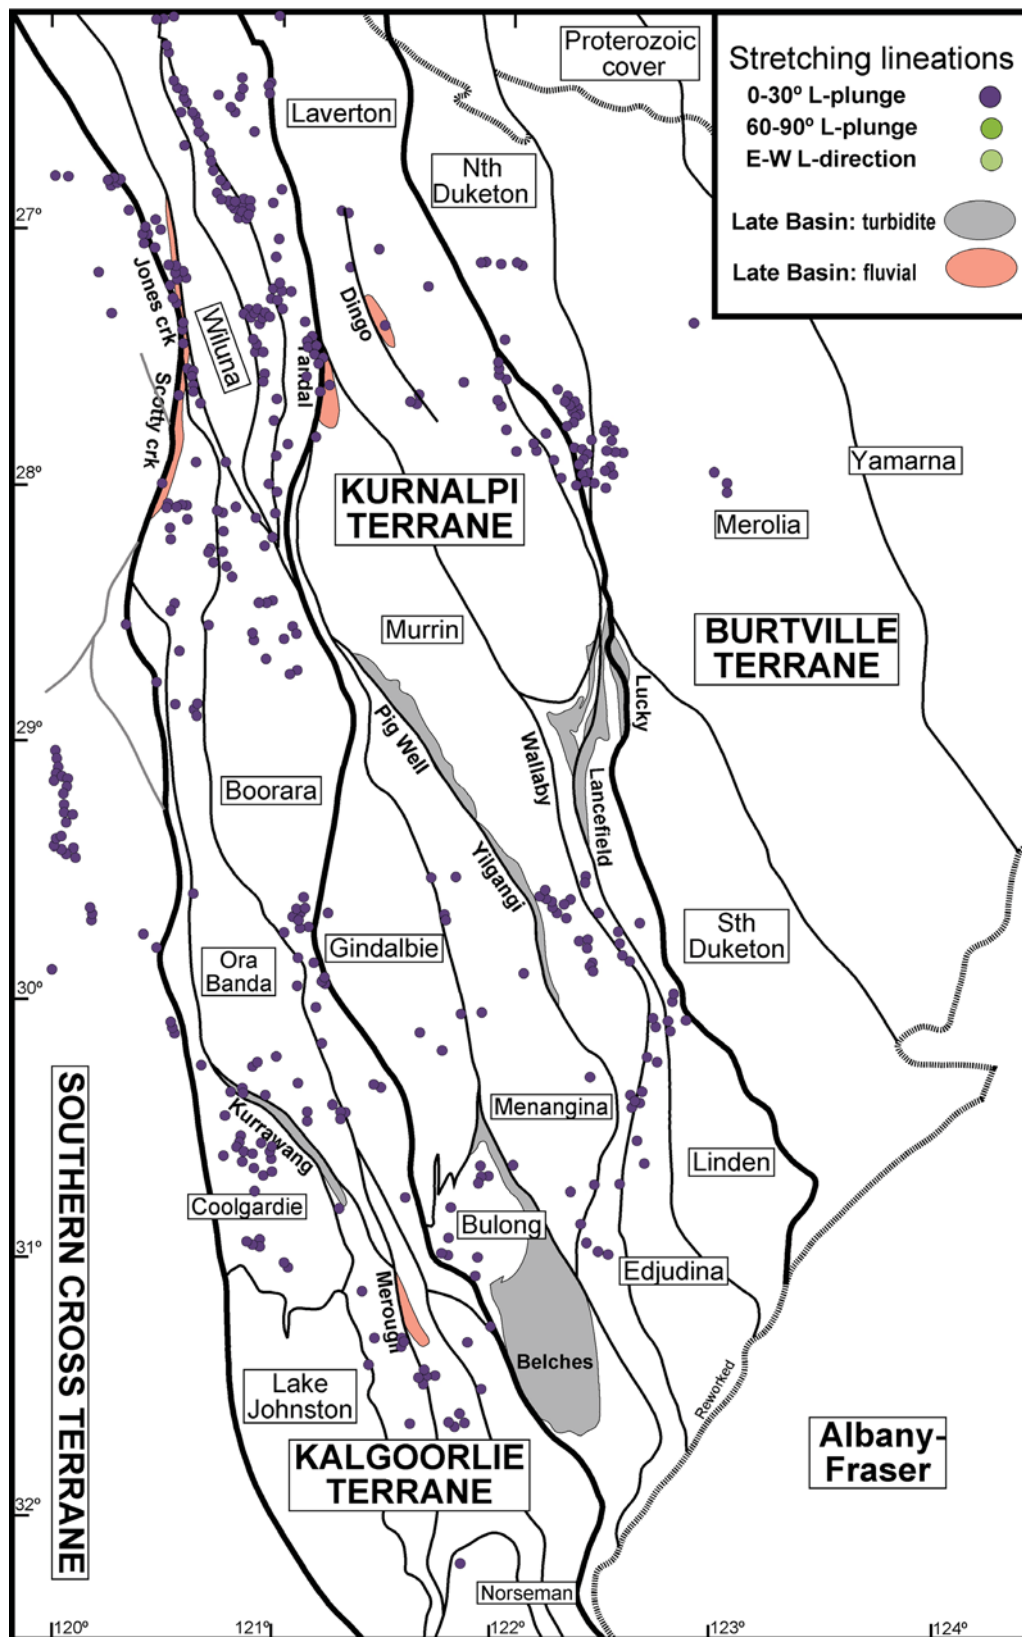 Proterozoic
cover
Stretching lineations
0-30º L-plunge
60-90º L-plunge
E-W L-direction
Late Basin: turbidite
Late Basin: fluvial
Laverton
Nth
Duketon
27º
Jones crk
Wiluna
Dingo
Yandal
Scotty crk
28º
KURNALPI
TERRANE
Yamarna
Merolia
Murrin
BURTVILLE
TERRANE
Lucky
29º
Pig Well
Wallaby
Boorara
Lancefield
Yilgangi
Sth
Duketon
Gindalbie
Ora
Banda
30º
SOUTHERN CROSS TERRANE
Kurrawang
Menangina
Linden
Coolgardie
Bulong
31º
Edjudina
Merough
Belches
Lake
Johnston
Reworked
KALGOORLIE
TERRANE
Albany-
Fraser
32º
Norseman
120º
121º
122º
123º
124º